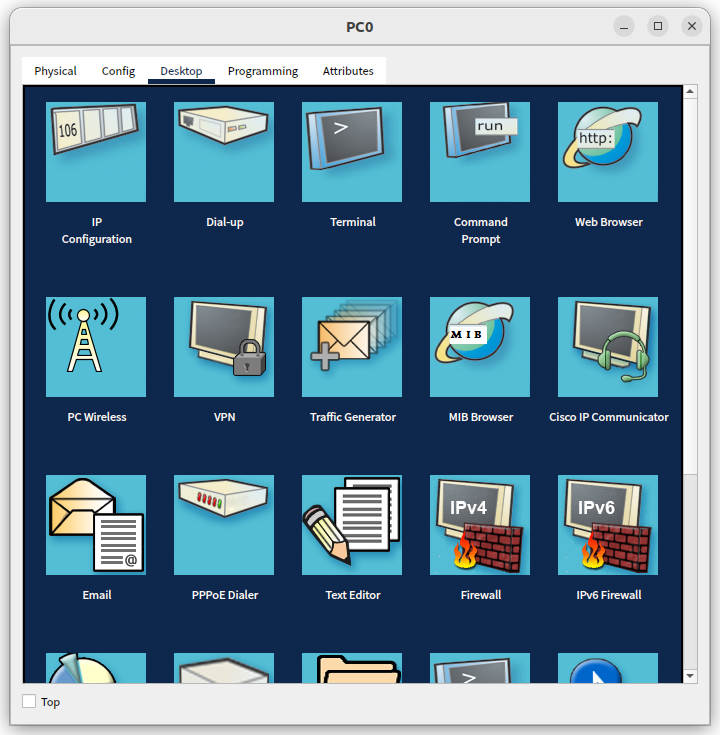 PC0
Physical Config Desktop Programming Attributes
106
>
run
http:
IP
Configuration
Dial-up
Terminal
Command
Prompt
Web Browser
MIB
PC Wireless
VPN
Traffic Generator
MIB Browser
Cisco IP Communicator
@
IPv4
IPv6
Email
PPPoE Dialer
Text Editor
Firewall
IPv6 Firewall
>
Top